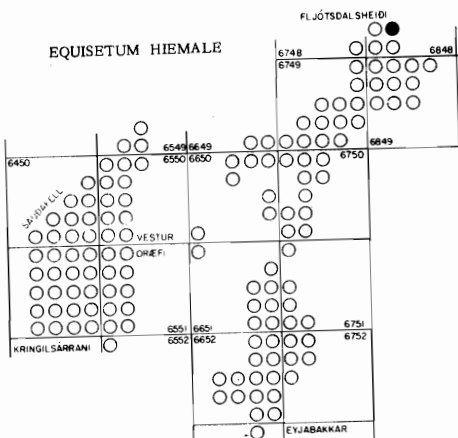 FLJÓTSDALSHEIÐI
EQUISETUM HIEMALE
6748 6848
6749
6549 6649 6849
6450 6550 6650 6750
SAUÐAFELL
VESTUR
ÖRÆFI
6551 6651 6751
KRINGILSÁRRANI 6552 6652 6752
EYJABAKKAR